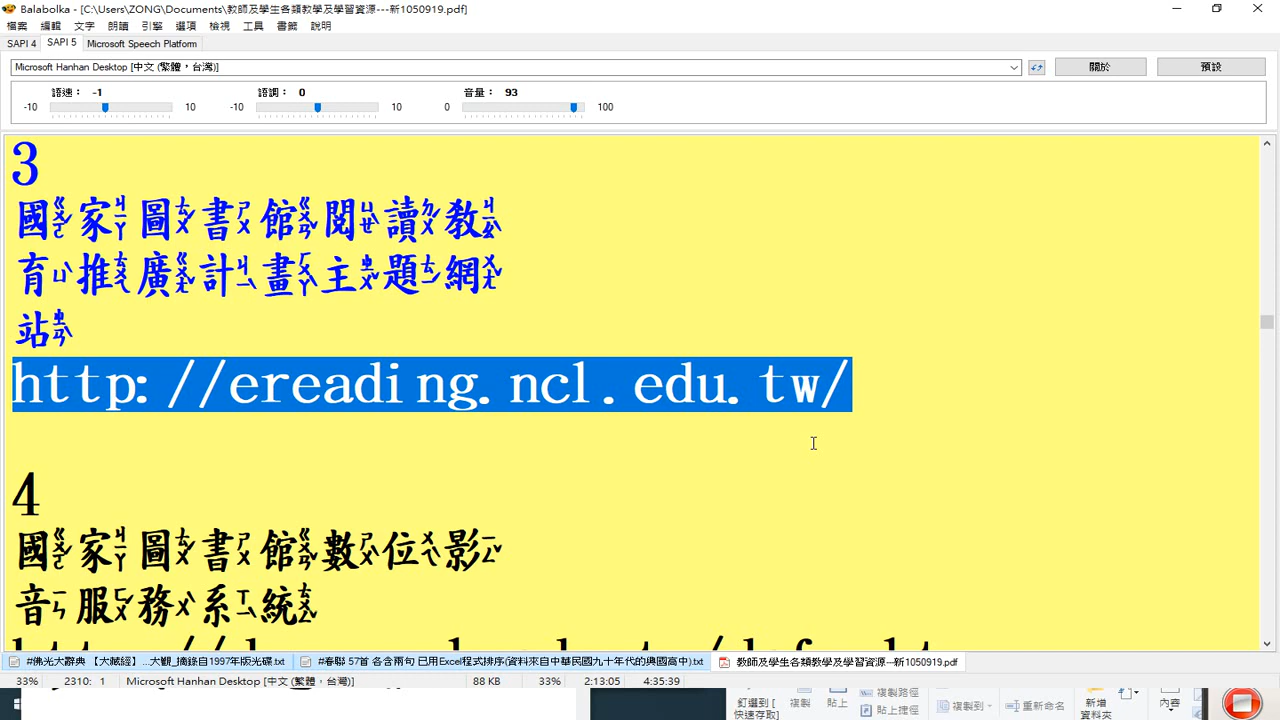 Balabolka - [C:\Users\ZONG\Documents\教師及學生各類教學及學習資源---新1050919.pdf]
檔案 編輯 文字 朗讀 引擎 選項 檢視 工具 書籤 說明
SAPI 4 SAPI 5 Microsoft Speech Platform
Microsoft Hanhan Desktop [中文 (繁體，台灣)] 關於 預設
語速： -1 語調： 0 音量： 93
-10 10 -10 10 0 100
3
國家圖書館閱讀教
育推廣計畫主題網
站
http://ereading.ncl.edu.tw/
4
國家圖書館數位影
音服務系統
#佛光大辭典 【大藏經】...大觀_摘錄自1997年版光碟.txt #春聯 57首 各含兩句 已用Excel程式排序(資料來自中華民國九十年代的典國高中).txt 教師及學生各類教學及學習資源---新1050919.pdf
33% 2310: 1 Microsoft Hanhan Desktop [中文 (繁體，台灣)] 88 KB 33% 2:13:05 4:35:39
釘選到 [ 複製 貼上 複製路徑 貼上捷徑 複製到 重新命名 新增 內容
快速存取] 資料夾